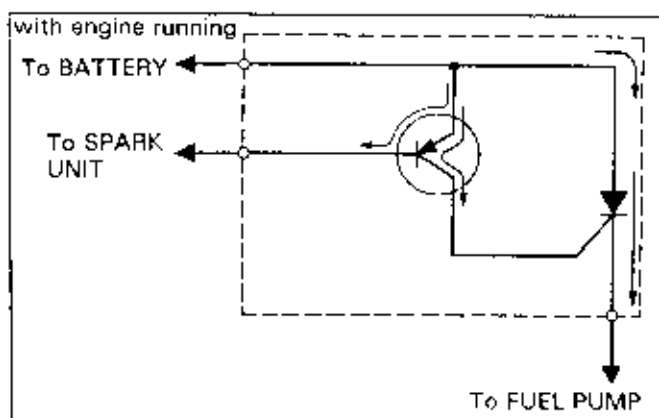 with engine running
To BATTERY
To SPARK
UNIT
To FUEL PUMP